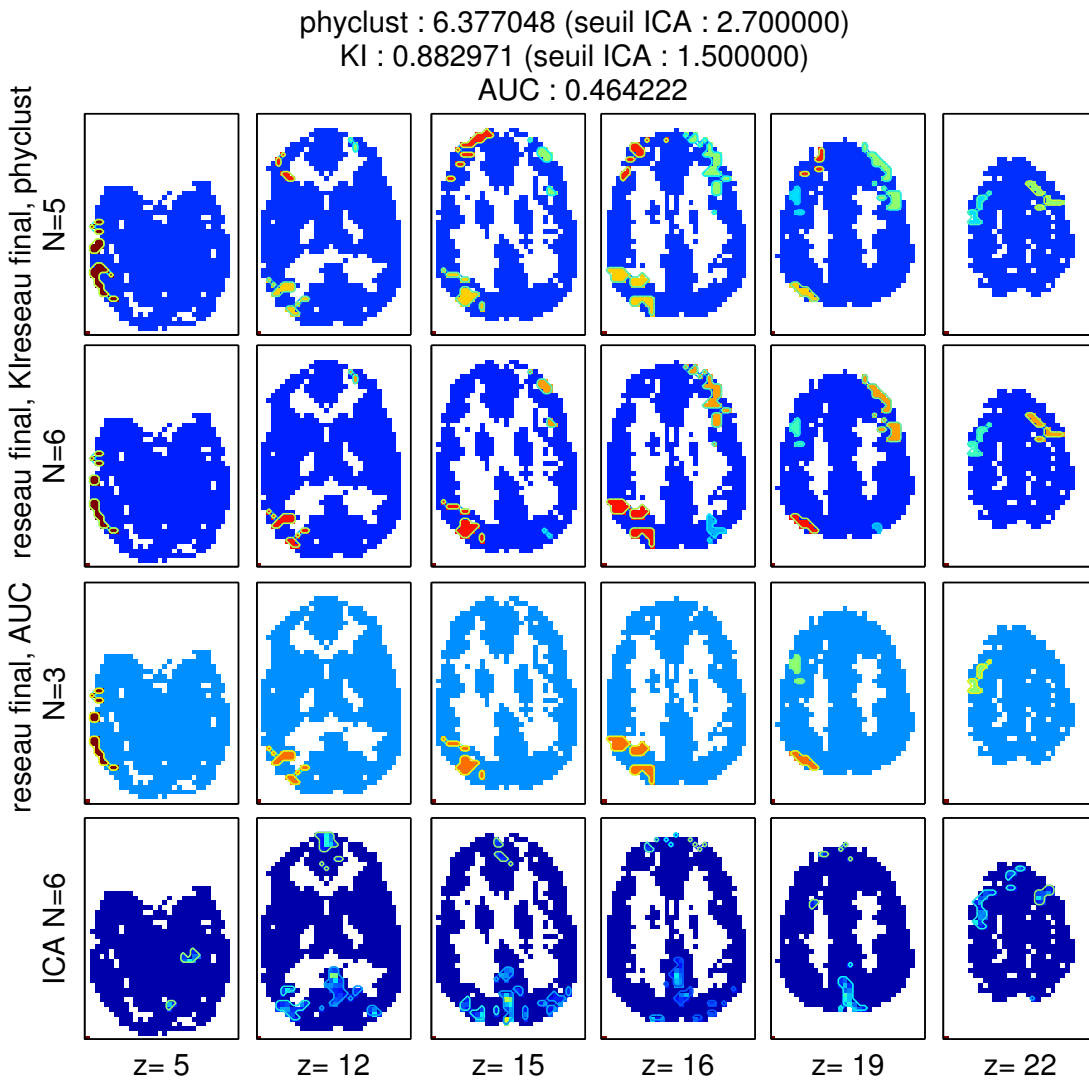 phyclust : 6.377048 (seuil ICA : 2.700000)
KI : 0.882971 (seuil ICA : 1.500000)
AUC : 0.464222
reseau final, phyclust
N=5
reseau final, KI
N=6
reseau final, AUC
N=3
ICA N=6
z= 5
z= 12
z= 15
z= 16
z= 19
z= 22